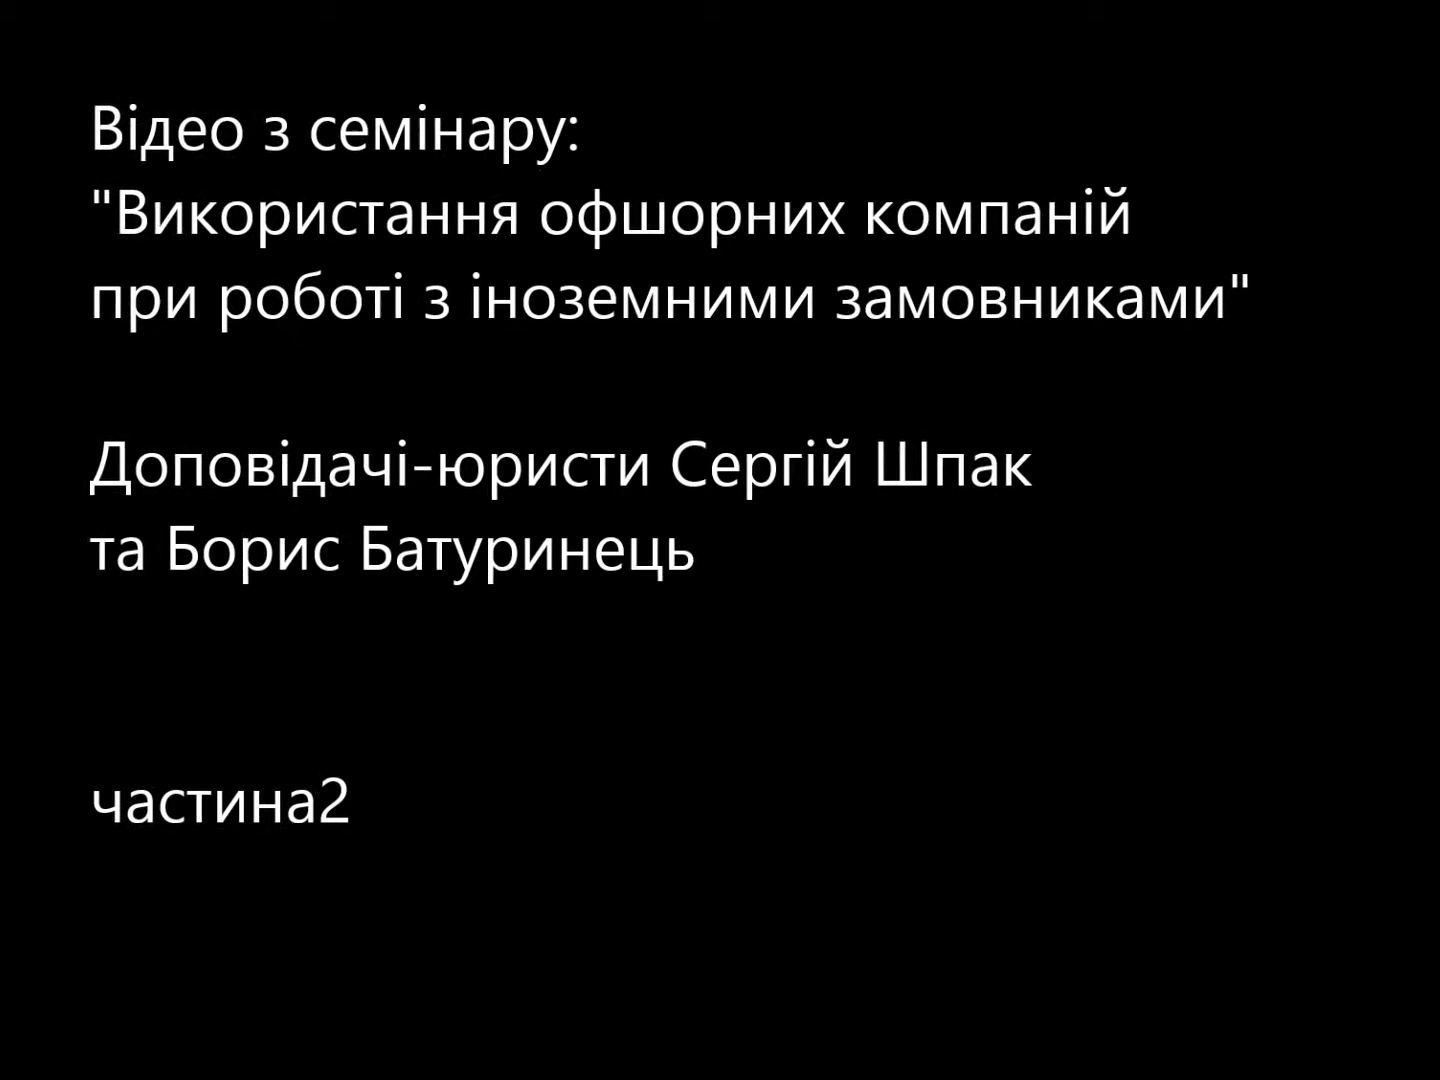 Відео з семінару:
"Використання офшорних компаній
при роботі з іноземними замовниками"
Доповідачі-юристи Сергій Шпак
та Борис Батуринець
частина2